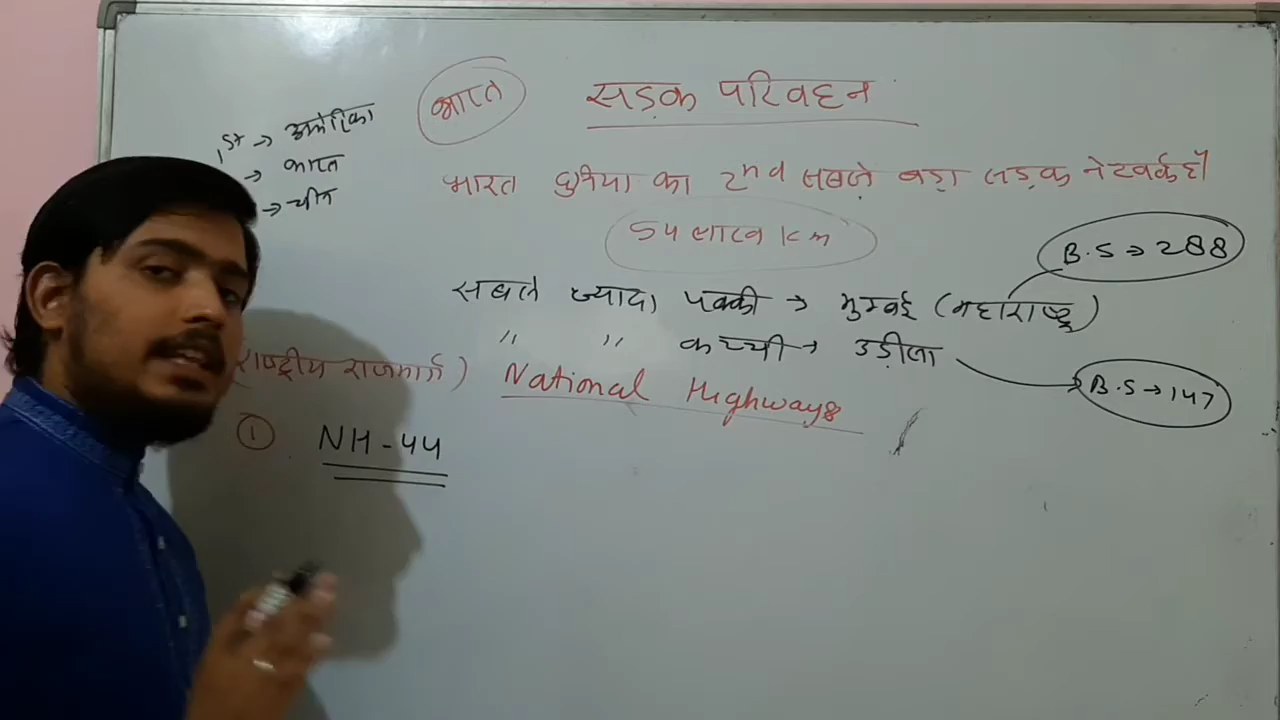 भारत सड़क परिवहन
1st → अमेरिका
→ भारत
→ चीन
भारत दुनिया का 2nd सबसे बड़ा सड़क नेटवर्क है
54 लाख Km
B.S → 288
सबसे ज्यादा पक्की → मुम्बई (महाराष्ट्र)
" " कच्ची → उड़ीसा
B.S → 147
(राष्ट्रीय राजमार्ग) National Highways
① NH-44